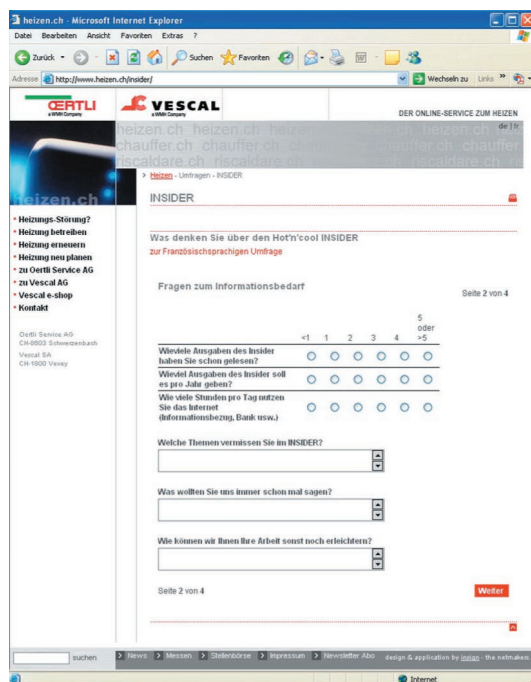 heizen.ch - Microsoft Internet Explorer
Datei Bearbeiten Ansicht Favoriten Extras ?
Zurück Suchen Favoriten
Adresse http://www.heizen.ch/insider/ Wechseln zu Links »
ŒRTLI
a WMH Company
VESCAL
a WMH Company
DER ONLINE-SERVICE ZUM HEIZEN
de | fr
heizen.ch heizen.ch
chauffer.ch chauffer.ch
riscaldare.ch riscaldare.ch
heizen.ch
> Heizen - Umfragen - INSIDER
INSIDER
• Heizungs-Störung?
• Heizung betreiben
• Heizung erneuern
• Heizung neu planen
• zu Oertli Service AG
• zu Vescal AG
• Vescal e-shop
• Kontakt
Oertli Service AG
CH-8603 Schwerzenbach
Vescal SA
CH-1800 Vevey
Was denken Sie über den Hot'n'cool INSIDER
zur Französischsprachigen Umfrage
Fragen zum Informationsbedarf
Seite 2 von 4
<1 1 2 3 4 5 oder >5
Wieviele Ausgaben des Insider
haben Sie schon gelesen?
Wieviel Ausgaben des Insider soll
es pro Jahr geben?
Wie viele Stunden pro Tag nutzen
Sie das Internet
(Informationsbezug, Bank usw.)
Welche Themen vermissen Sie im INSIDER?
Was wollten Sie uns immer schon mal sagen?
Wie können wir Ihnen Ihre Arbeit sonst noch erleichtern?
Seite 2 von 4
Weiter
suchen > News > Messen > Stellenbörse > Impressum > Newsletter Abo design & application by insign - the netmakers
Internet